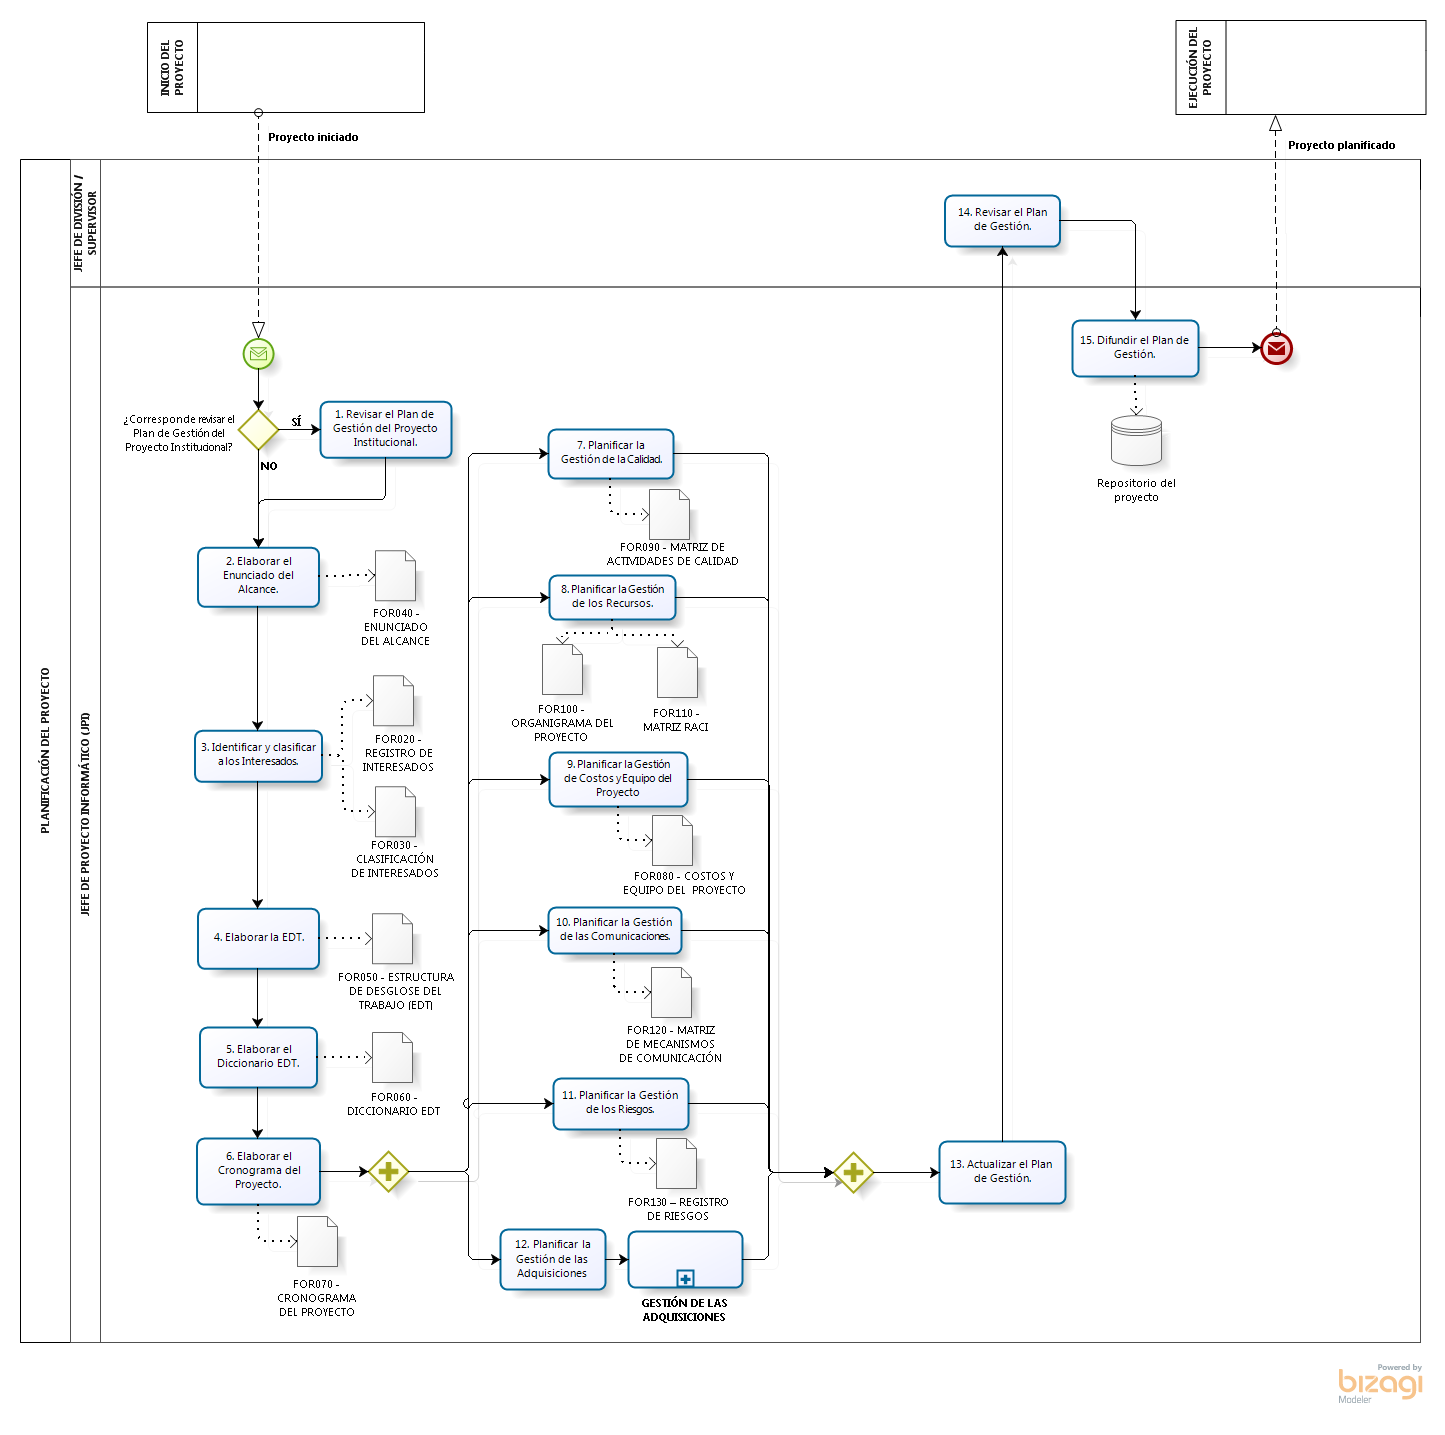 INICIO DEL
PROYECTO
Proyecto iniciado
EJECUCIÓN DEL
PROYECTO
Proyecto planificado
PLANIFICACIÓN DEL PROYECTO
JEFE DE DIVISIÓN /
SUPERVISOR
14. Revisar el Plan
de Gestión.
JEFE DE PROYECTO INFORMÁTICO (JPI)
¿Corresponde revisar el
Plan de Gestión del
Proyecto Institucional?
SÍ
NO
1. Revisar el Plan de
Gestión del Proyecto
Institucional.
2. Elaborar el
Enunciado del
Alcance.
FOR040 -
ENUNCIADO
DEL ALCANCE
3. Identificar y clasificar
a los Interesados.
FOR020 -
REGISTRO DE
INTERESADOS
FOR030 -
CLASIFICACIÓN
DE INTERESADOS
4. Elaborar la EDT.
FOR050 - ESTRUCTURA
DE DESGLOSE DEL
TRABAJO (EDT)
5. Elaborar el
Diccionario EDT.
FOR060 -
DICCIONARIO EDT
6. Elaborar el
Cronograma del
Proyecto.
FOR070 -
CRONOGRAMA
DEL PROYECTO
7. Planificar la
Gestión de la Calidad.
FOR090 - MATRIZ DE
ACTIVIDADES DE CALIDAD
8. Planificar la Gestión
de los Recursos.
FOR100 -
ORGANIGRAMA DEL
PROYECTO
FOR110 -
MATRIZ RACI
9. Planificar la Gestión
de Costos y Equipo del
Proyecto
FOR080 - COSTOS Y
EQUIPO DEL PROYECTO
10. Planificar la Gestión
de las Comunicaciones.
FOR120 - MATRIZ
DE MECANISMOS
DE COMUNICACIÓN
11. Planificar la Gestión
de los Riesgos.
FOR130 – REGISTRO
DE RIESGOS
12. Planificar la
Gestión de las
Adquisiciones
GESTIÓN DE LAS
ADQUISICIONES
13. Actualizar el Plan
de Gestión.
15. Difundir el Plan de
Gestión.
Repositorio del
proyecto
Powered by
bizagi
Modeler